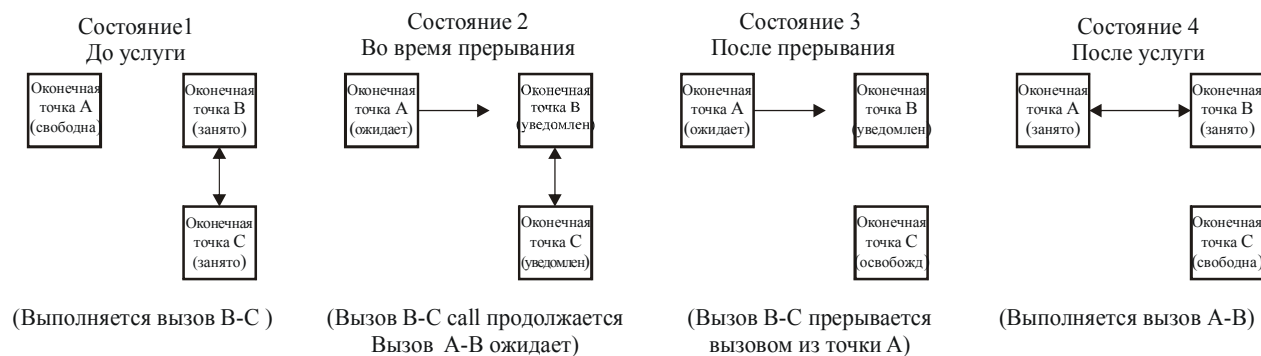 Состояние1
До услуги
Оконечная
точка A
(свободна)
Оконечная
точка B
(занято)
Оконечная
точка C
(занято)
(Выполняется вызов B-C )
Состояние 2
Во время прерывания
Оконечная
точка A
(ожидает)
Оконечная
точка B
(уведомлен)
Оконечная
точка C
(уведомлен)
(Вызов B-C call продолжается
Вызов A-B ожидает)
Состояние 3
После прерывания
Оконечная
точка A
(ожидает)
Оконечная
точка B
(уведомлен)
Оконечная
точка C
(освобожд)
(Вызов B-C прерывается
вызовом из точки A)
Состояние 4
После услуги
Оконечная
точка A
(занято)
Оконечная
точка B
(занято)
Оконечная
точка C
(свободна)
(Выполняется вызов A-B)